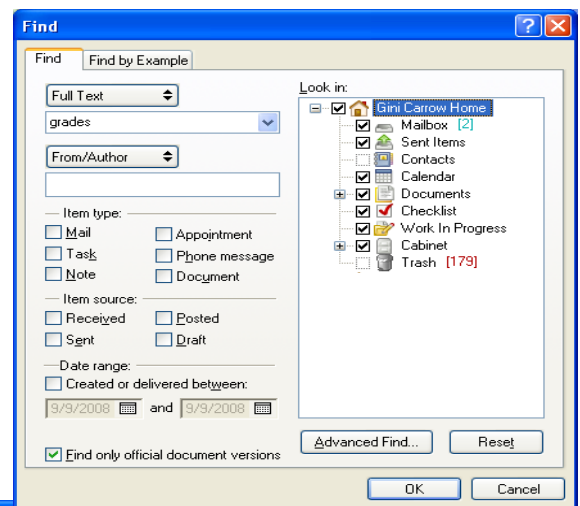 Find
Find Find by Example
Full Text
grades
From/Author
Item type:
Mail Appointment
Task Phone message
Note Document
Item source:
Received Posted
Sent Draft
Date range:
Created or delivered between:
9/9/2008 and 9/9/2008
Find only official document versions
Look in:
Gini Carrow Home
Mailbox [2]
Sent Items
Contacts
Calendar
Documents
Checklist
Work In Progress
Cabinet
Trash [179]
Advanced Find... Reset
OK Cancel